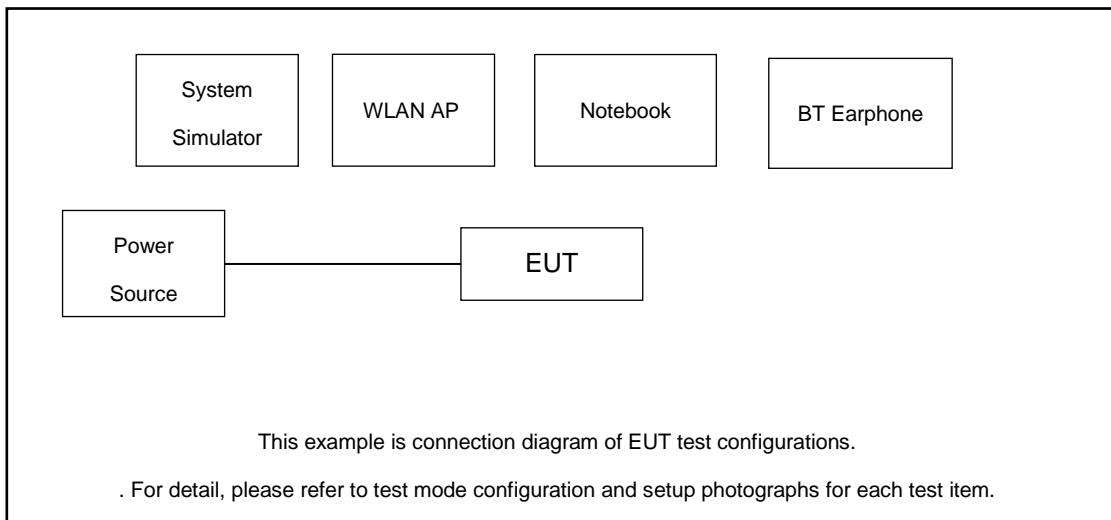 System
Simulator
WLAN AP
Notebook
BT Earphone
Power
Source
EUT
This example is connection diagram of EUT test configurations.
. For detail, please refer to test mode configuration and setup photographs for each test item.